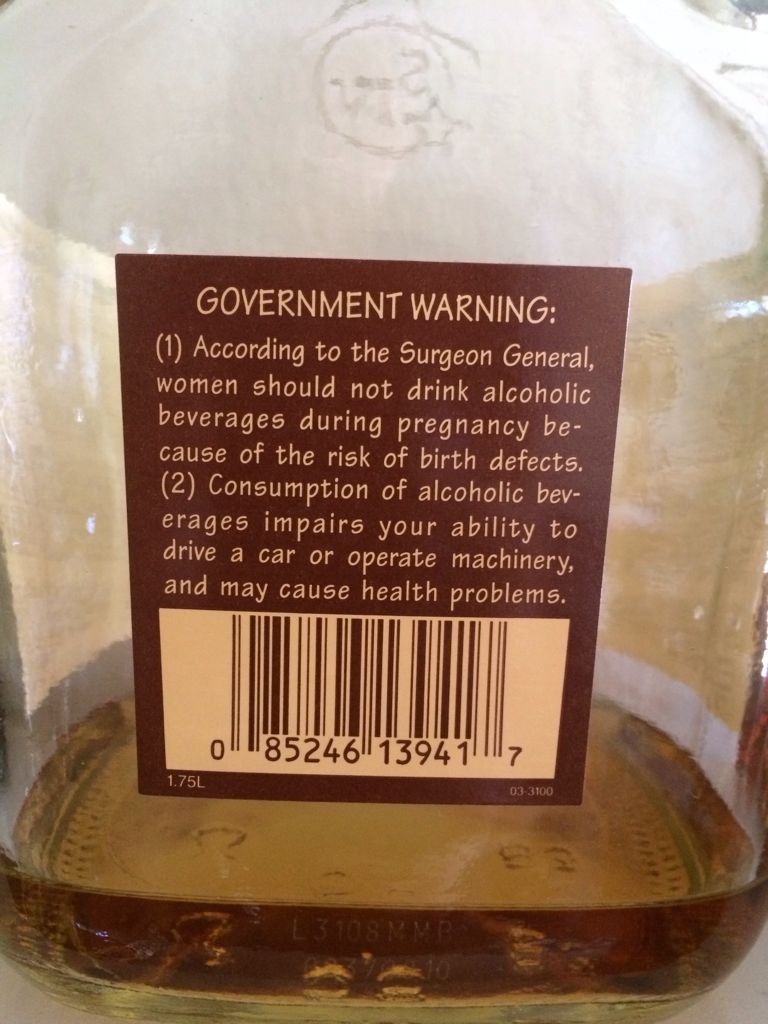 GOVERNMENT WARNING:
(1) According to the Surgeon General,
women should not drink alcoholic
beverages during pregnancy be-
cause of the risk of birth defects.
(2) Consumption of alcoholic bev-
erages impairs your ability to
drive a car or operate machinery,
and may cause health problems.
0 85246 13941 7
1.75L 03-3100
L3108MMP